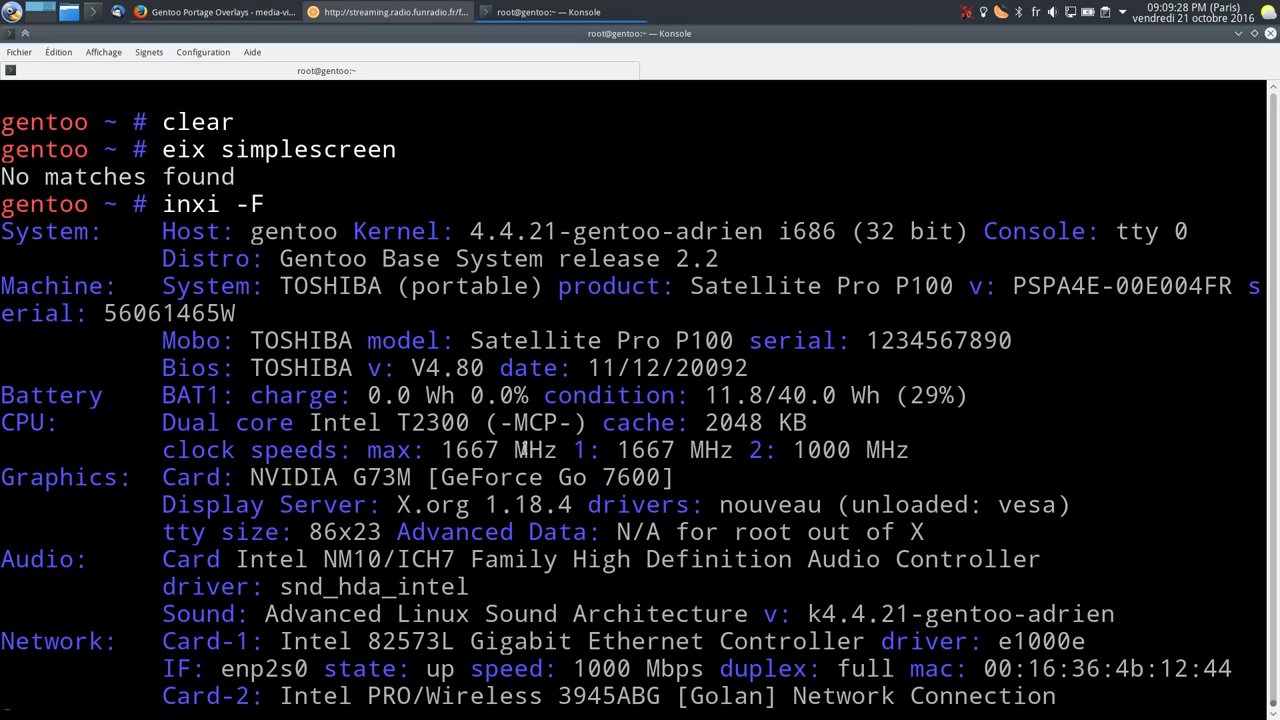 Gentoo Portage Overlays - media-vi...
http://streaming.radio.funradio.fr/f...
root@gentoo:~ — Konsole
fr
09:09:28 PM (Paris)
vendredi 21 octobre 2016
root@gentoo:~ — Konsole
Fichier Édition Affichage Signets Configuration Aide
root@gentoo:~
gentoo ~ # clear
gentoo ~ # eix simplescreen
No matches found
gentoo ~ # inxi -F
System: Host: gentoo Kernel: 4.4.21-gentoo-adrien i686 (32 bit) Console: tty 0
Distro: Gentoo Base System release 2.2
Machine: System: TOSHIBA (portable) product: Satellite Pro P100 v: PSPA4E-00E004FR s
erial: 56061465W
Mobo: TOSHIBA model: Satellite Pro P100 serial: 1234567890
Bios: TOSHIBA v: V4.80 date: 11/12/20092
Battery BAT1: charge: 0.0 Wh 0.0% condition: 11.8/40.0 Wh (29%)
CPU: Dual core Intel T2300 (-MCP-) cache: 2048 KB
clock speeds: max: 1667 MHz 1: 1667 MHz 2: 1000 MHz
Graphics: Card: NVIDIA G73M [GeForce Go 7600]
Display Server: X.org 1.18.4 drivers: nouveau (unloaded: vesa)
tty size: 86x23 Advanced Data: N/A for root out of X
Audio: Card Intel NM10/ICH7 Family High Definition Audio Controller
driver: snd_hda_intel
Sound: Advanced Linux Sound Architecture v: k4.4.21-gentoo-adrien
Network: Card-1: Intel 82573L Gigabit Ethernet Controller driver: e1000e
IF: enp2s0 state: up speed: 1000 Mbps duplex: full mac: 00:16:36:4b:12:44
Card-2: Intel PRO/Wireless 3945ABG [Golan] Network Connection